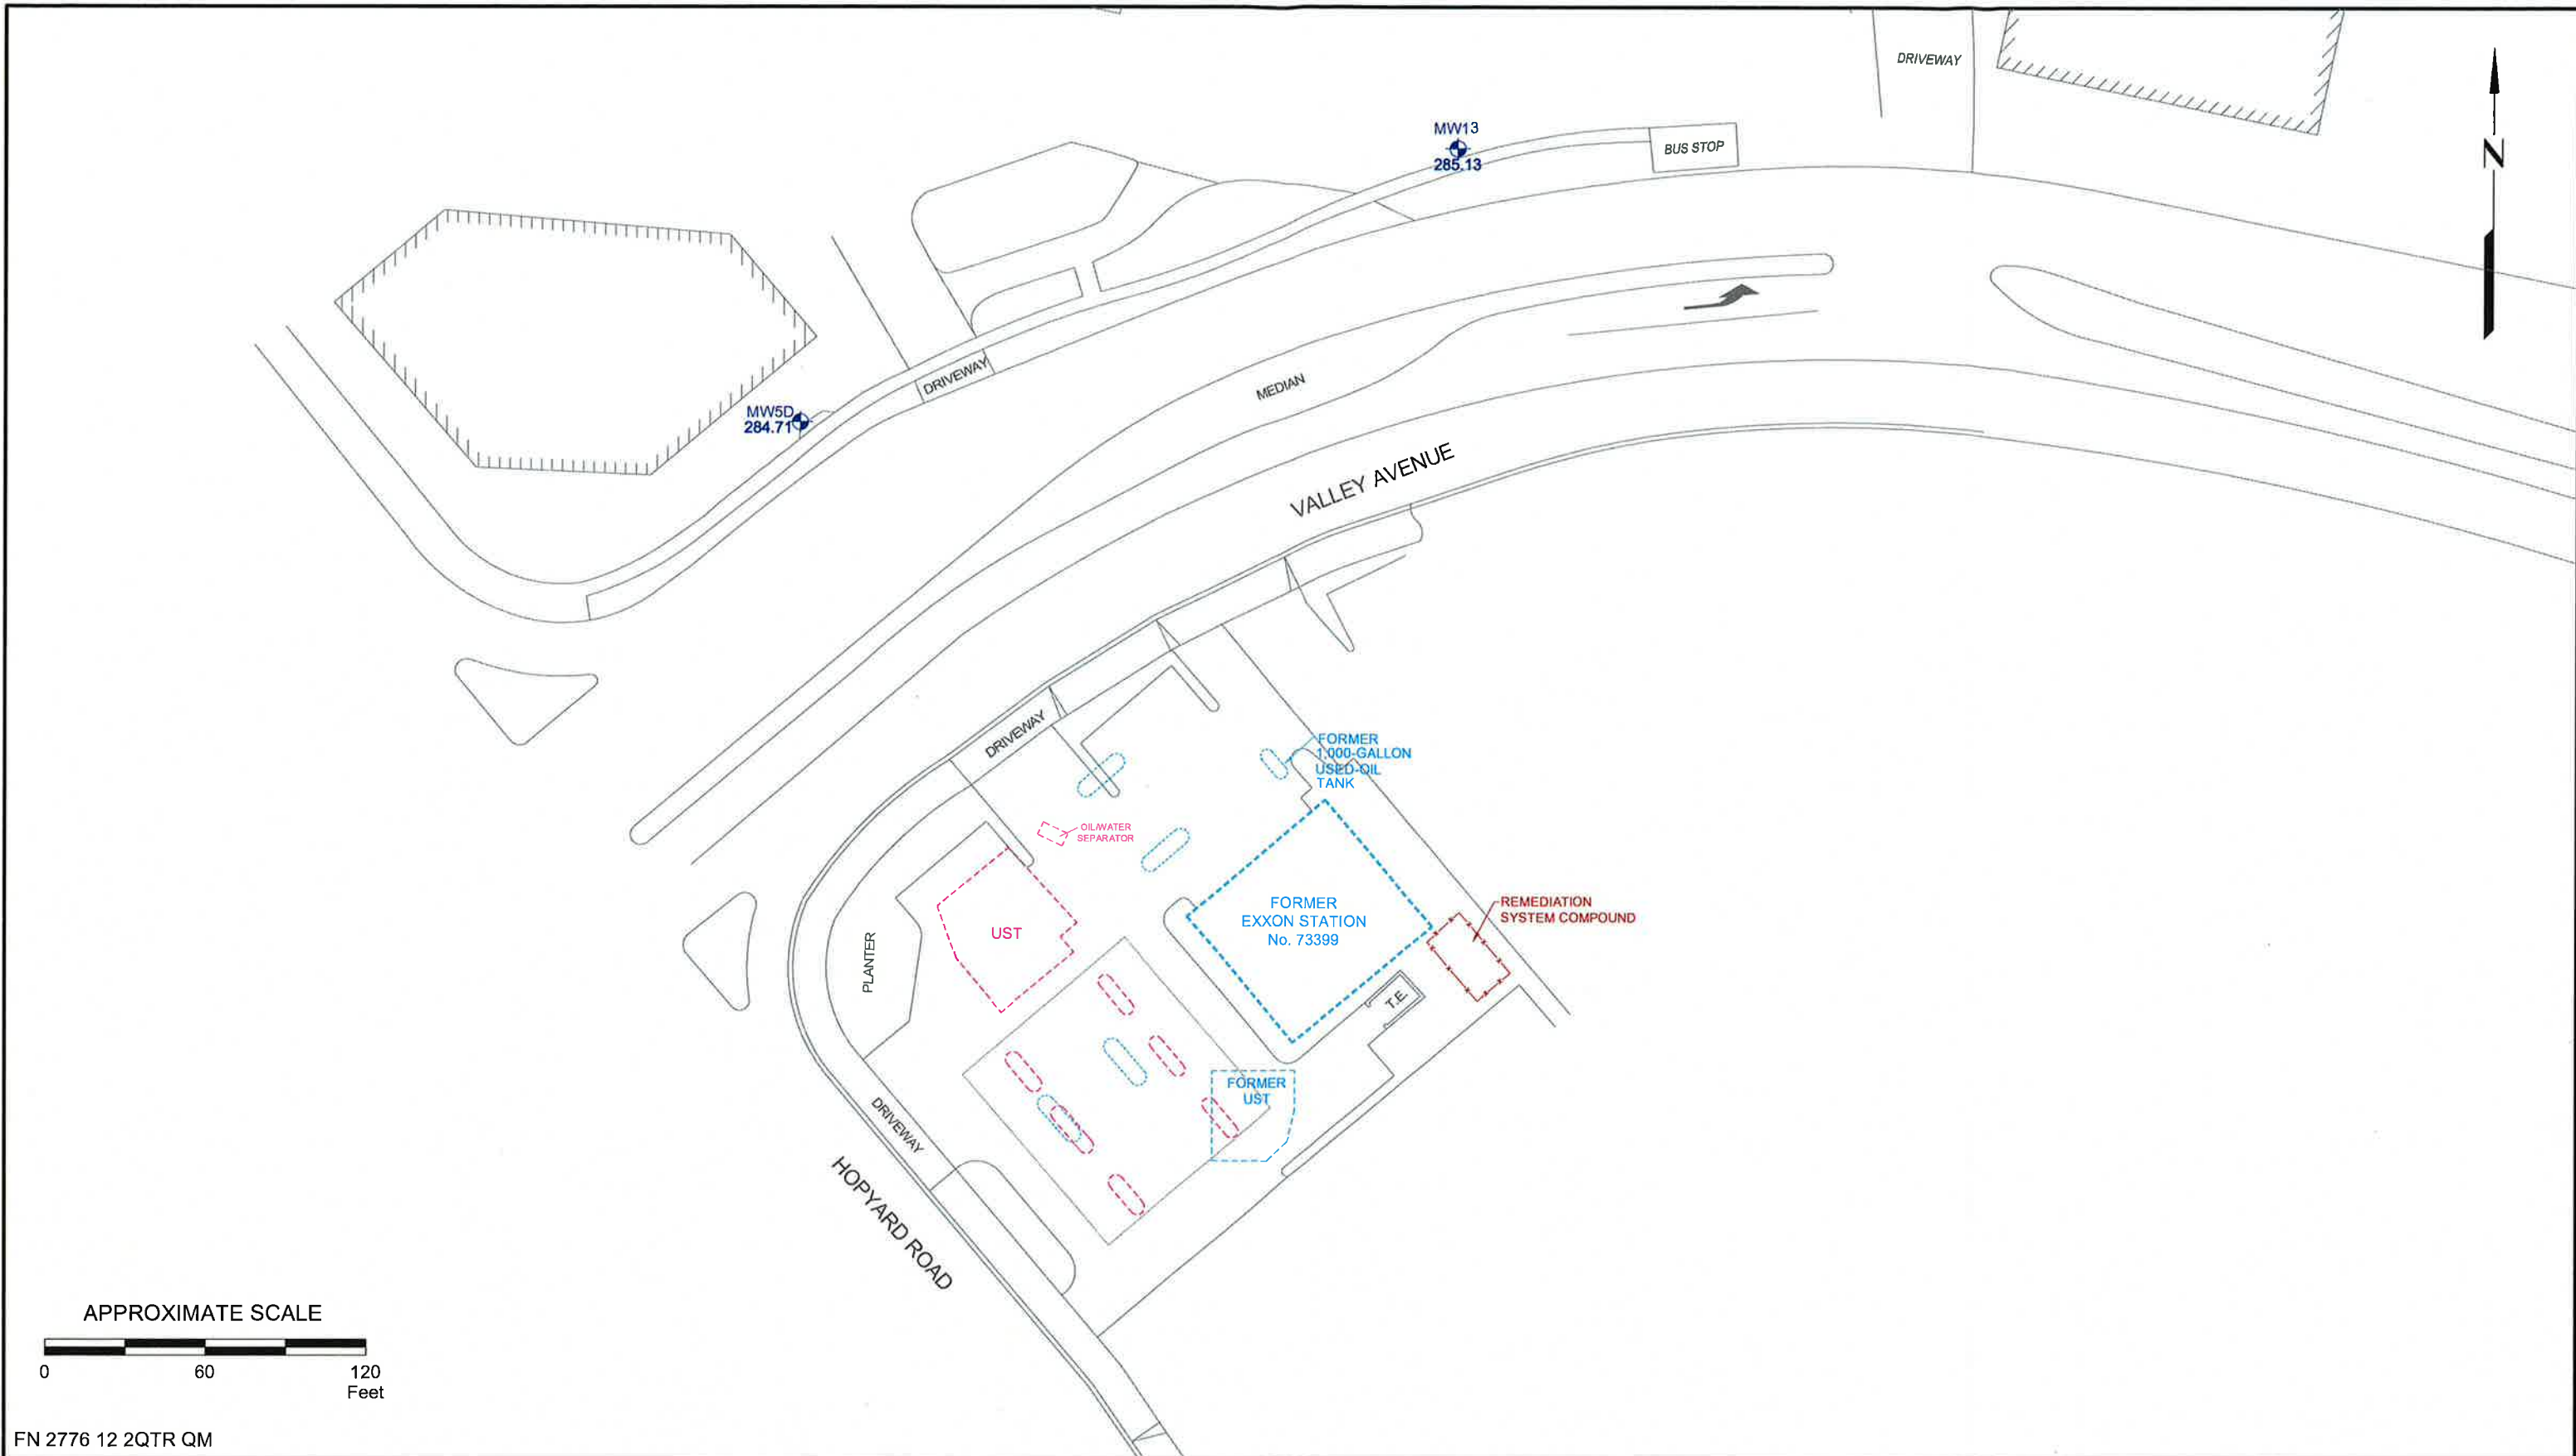 DRIVEWAY
MW13
285.13
BUS STOP
N
DRIVEWAY
MEDIAN
MW5D
284.71
VALLEY AVENUE
DRIVEWAY
FORMER
1,000-GALLON
USED-OIL
TANK
OIL/WATER
SEPARATOR
UST
PLANTER
FORMER
EXXON STATION
No. 73399
REMEDIATION
SYSTEM COMPOUND
T.E.
FORMER
UST
DRIVEWAY
HOPYARD ROAD
APPROXIMATE SCALE
0 60 120
Feet
FN 2776 12 2QTR QM